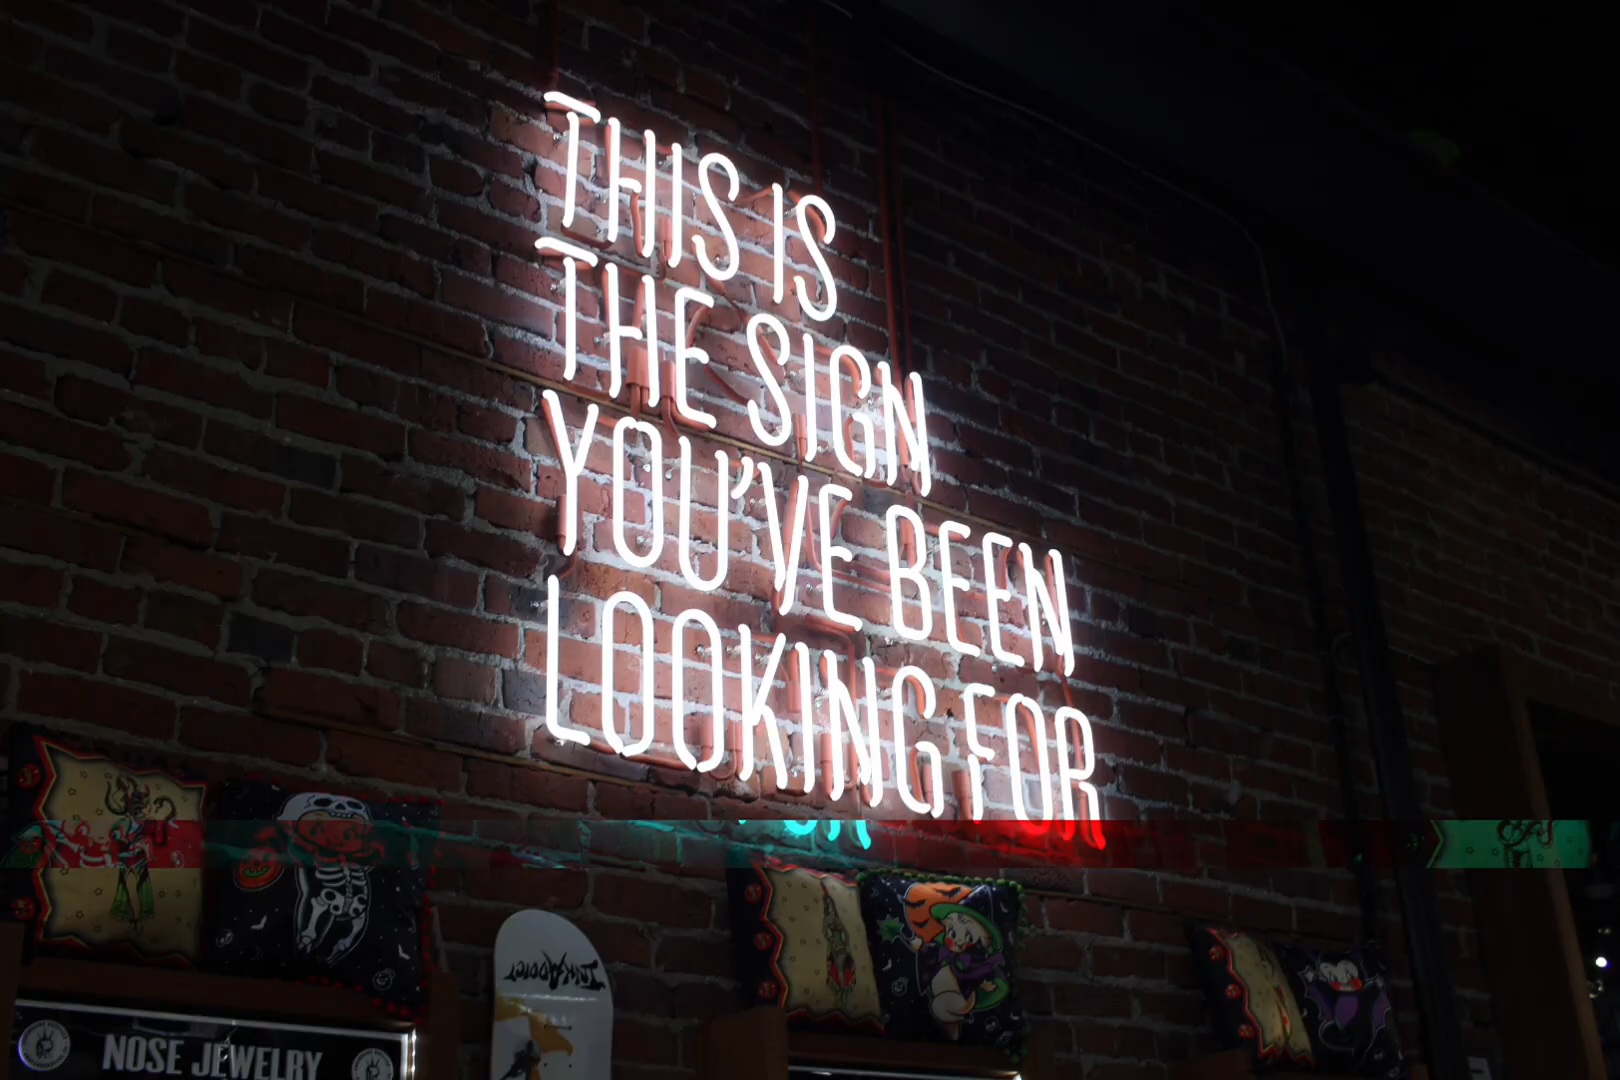 THIS IS
THE SIGN
YOU'VE BEEN
LOOKING FOR
INKADDICT
NOSE JEWELRY